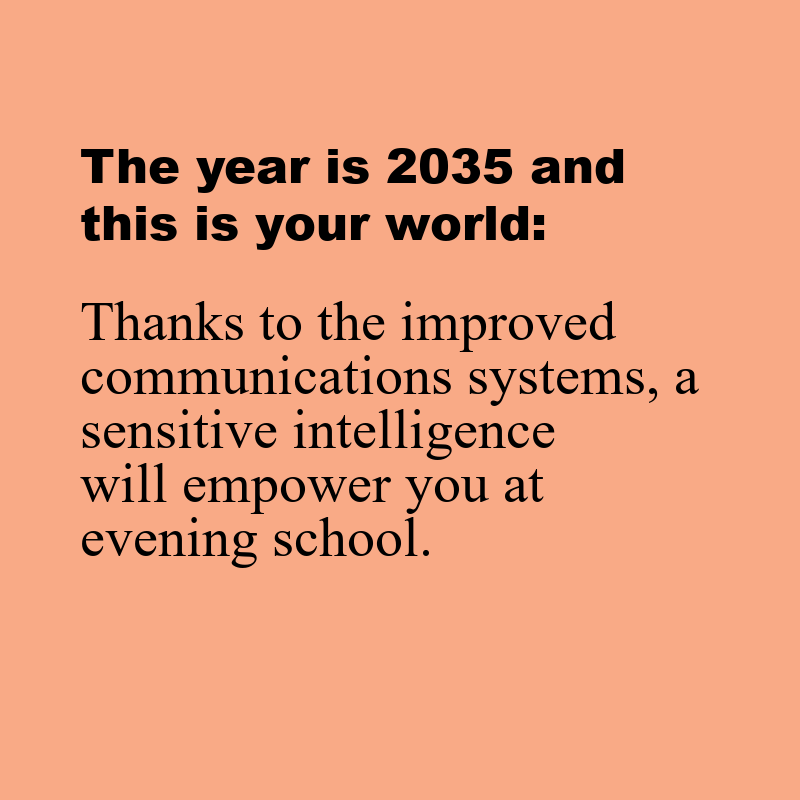 The year is 2035 and
this is your world:
Thanks to the improved
communications systems, a
sensitive intelligence
will empower you at
evening school.